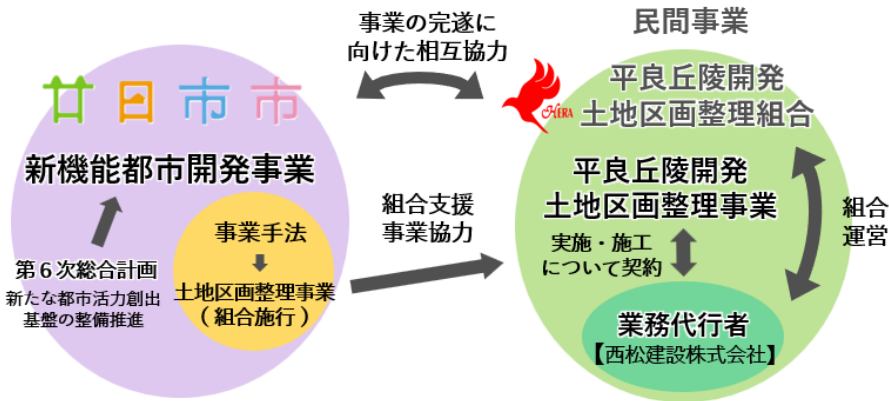 事業の完遂に
向けた相互協力
民間事業
廿日市市
新機能都市開発事業
事業手法
土地区画整理事業
(組合施行)
第6次総合計画
新たな都市活力創出
基盤の整備推進
組合支援
事業協力
HERA
平良丘陵開発
土地区画整理組合
平良丘陵開発
土地区画整理事業
実施・施工
について契約
組合
運営
業務代行者
【西松建設株式会社】